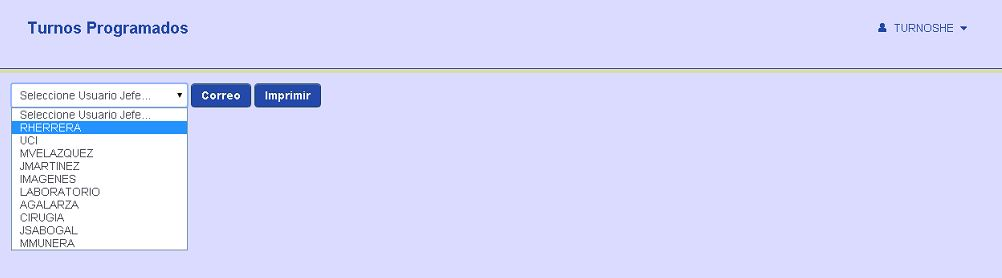 Turnos Programados
TURNOSHE
Seleccione Usuario Jefe... Correo Imprimir
Seleccione Usuario Jefe...
RHERRERA
UCI
MVELAZQUEZ
JMARTINEZ
IMAGENES
LABORATORIO
AGALARZA
CIRUGIA
JSABOGAL
MMUNERA